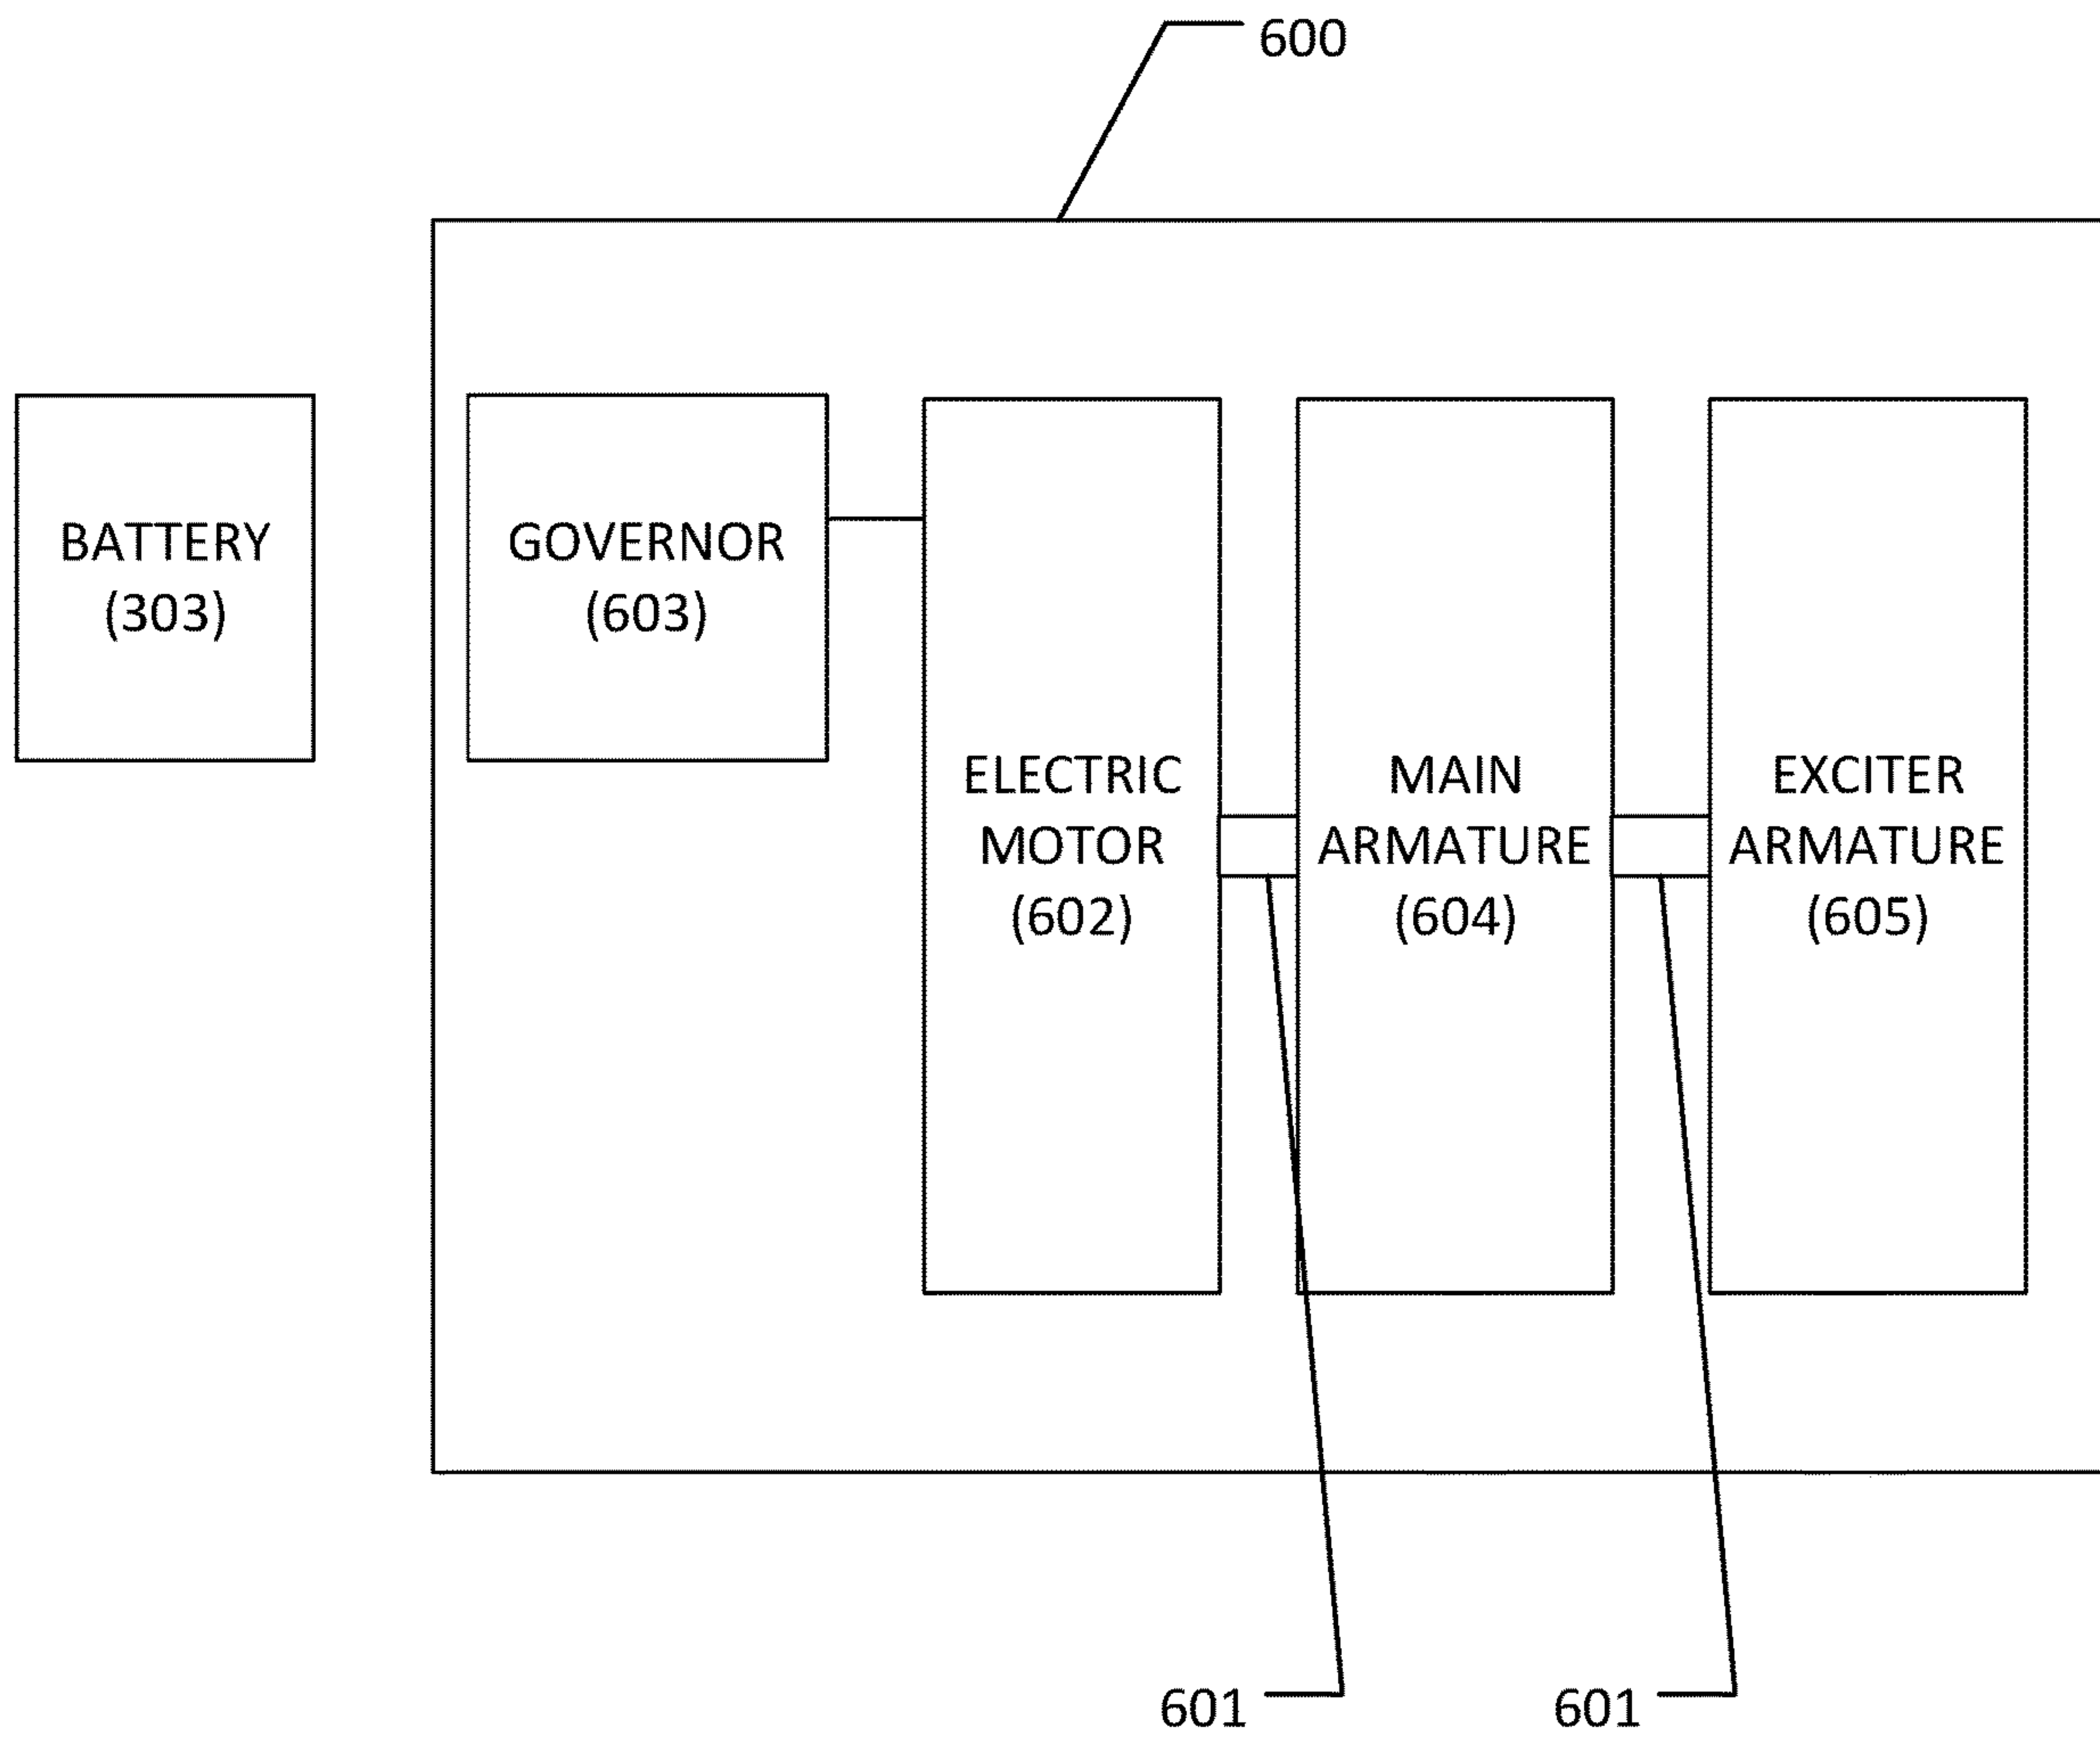 600
BATTERY
(303)
GOVERNOR
(603)
ELECTRIC
MOTOR
(602)
MAIN
ARMATURE
(604)
EXCITER
ARMATURE
(605)
601
601